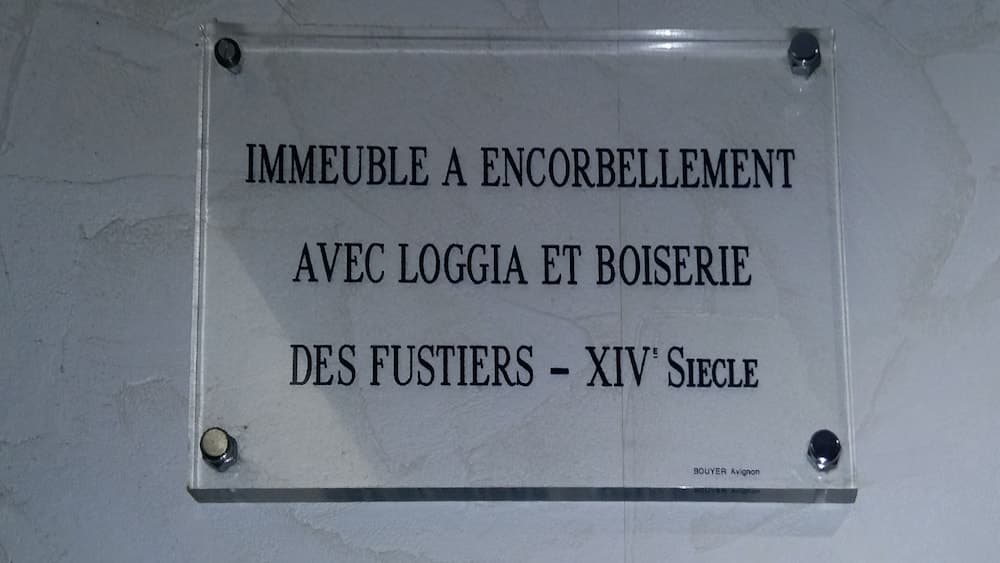 IMMEUBLE A ENCORBELLEMENT
AVEC LOGGIA ET BOISERIE
DES FUSTIERS - XIVE SIECLE
BOUYER Avignon